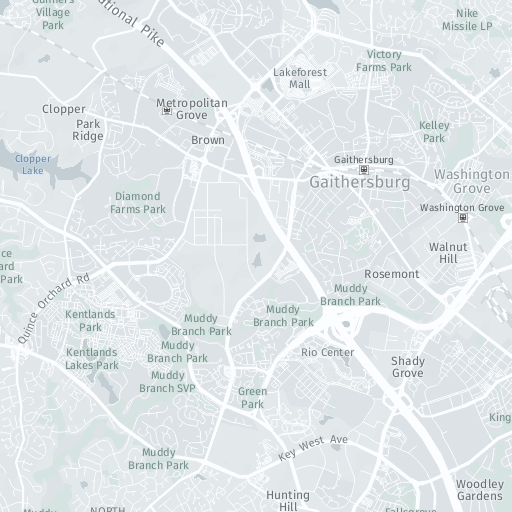 Gunners
Village
Park
National Pike
Nike
Missile LP
Victory
Farms Park
Lakeforest
Mall
Clopper
Metropolitan
Grove
Park
Ridge
Brown
Kelley
Park
Clopper
Lake
Gaithersburg
Gaithersburg
Washington
Grove
Washington Grove
Diamond
Farms Park
Walnut
Hill
Rosemont
Quince Orchard Rd
Muddy
Branch Park
Muddy
Branch Park
Muddy
Branch Park
Kentlands
Park
Kentlands
Lakes Park
Muddy
Branch Park
Rio Center
Shady
Grove
Muddy
Branch SVP
Green
Park
King
Key West Ave
Muddy
Branch Park
Woodley
Gardens
Hunting
Hill
NORTH
Muddy
Fallsgrove